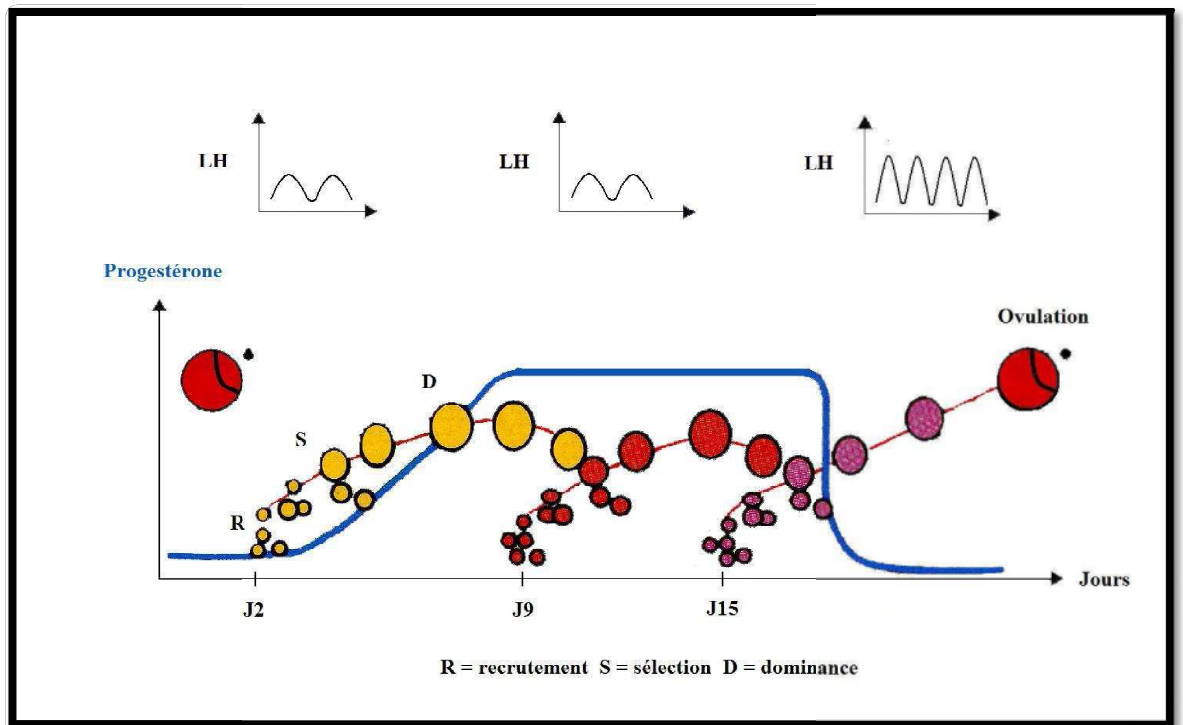 LH
LH
LH
Progestérone
Ovulation
D
S
R
Jours
J2
J9
J15
R = recrutement S = sélection D = dominance